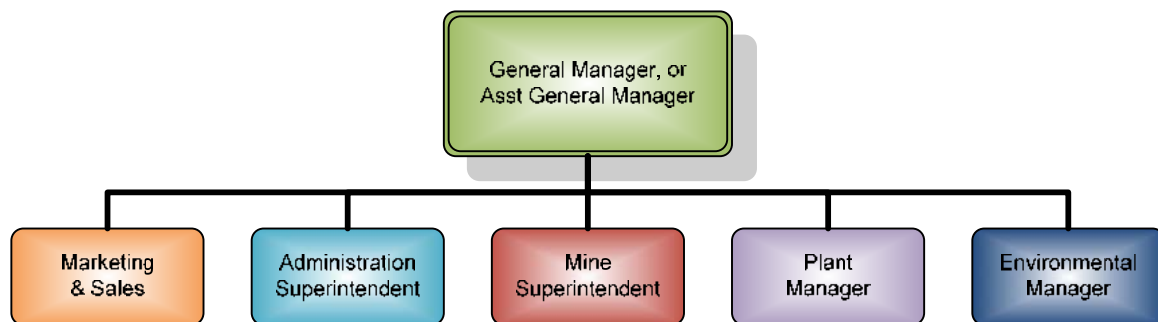 General Manager, or
Asst General Manager
Marketing
& Sales
Administration
Superintendent
Mine
Superintendent
Plant
Manager
Environmental
Manager